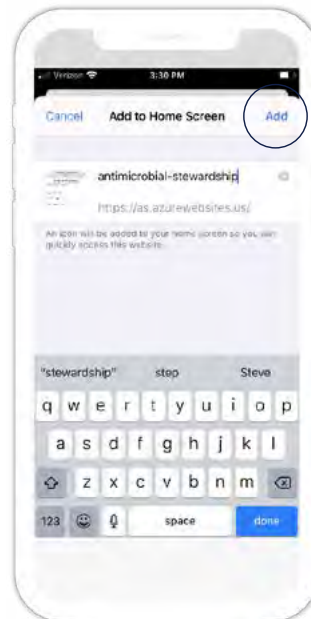 Verizon 3:30 PM
Cancel Add to Home Screen Add
antimicrobial-stewardship
https://as.azurewebsites.us/
An icon will be added to your home screen so you can
quickly access this website.
"stewardship" step Steve
q w e r t y u i o p
a s d f g h j k l
z x c v b n m
123 space done